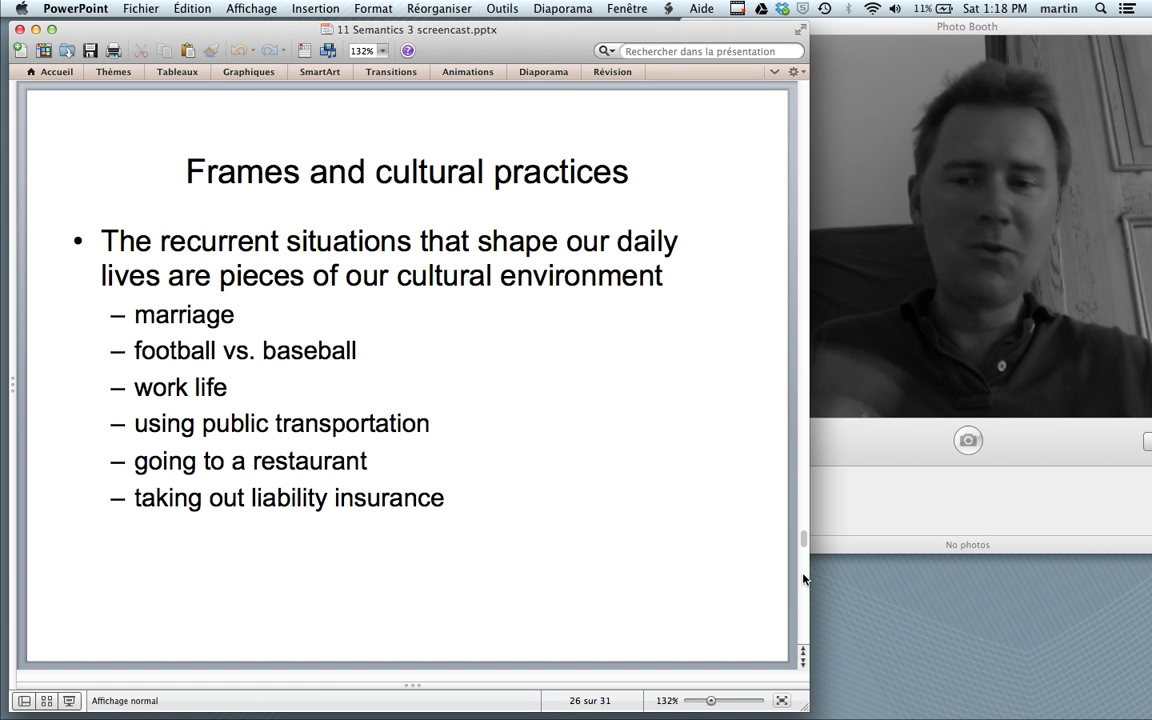 PowerPoint Fichier Édition Affichage Insertion Format Réorganiser Outils Diaporama Fenêtre Aide 11% Sat 1:18 PM martin
11 Semantics 3 screencast.pptx
Photo Booth
132% Rechercher dans la présentation
Accueil Thèmes Tableaux Graphiques SmartArt Transitions Animations Diaporama Révision
Frames and cultural practices
• The recurrent situations that shape our daily
lives are pieces of our cultural environment
– marriage
– football vs. baseball
– work life
– using public transportation
– going to a restaurant
– taking out liability insurance
No photos
Affichage normal 26 sur 31 132%